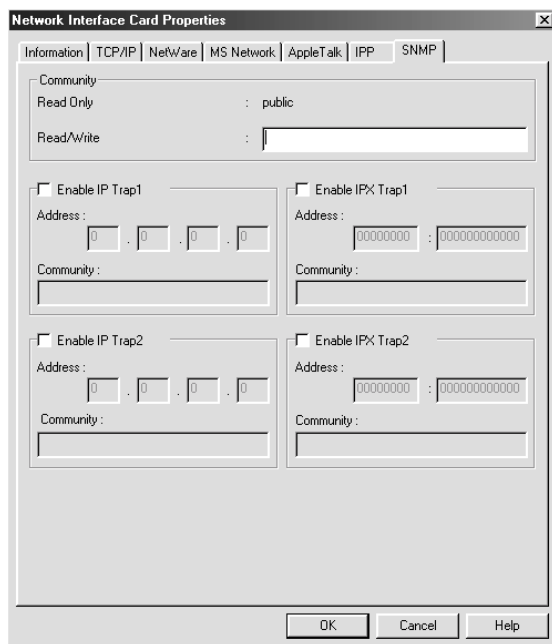 Network Interface Card Properties
Information TCP/IP NetWare MS Network AppleTalk IPP SNMP
Community
Read Only : public
Read/Write :
Enable IP Trap1
Address :
0 . 0 . 0 . 0
Community :
Enable IPX Trap1
Address :
00000000 : 000000000000
Community :
Enable IP Trap2
Address :
0 . 0 . 0 . 0
Community :
Enable IPX Trap2
Address :
00000000 : 000000000000
Community :
OK Cancel Help